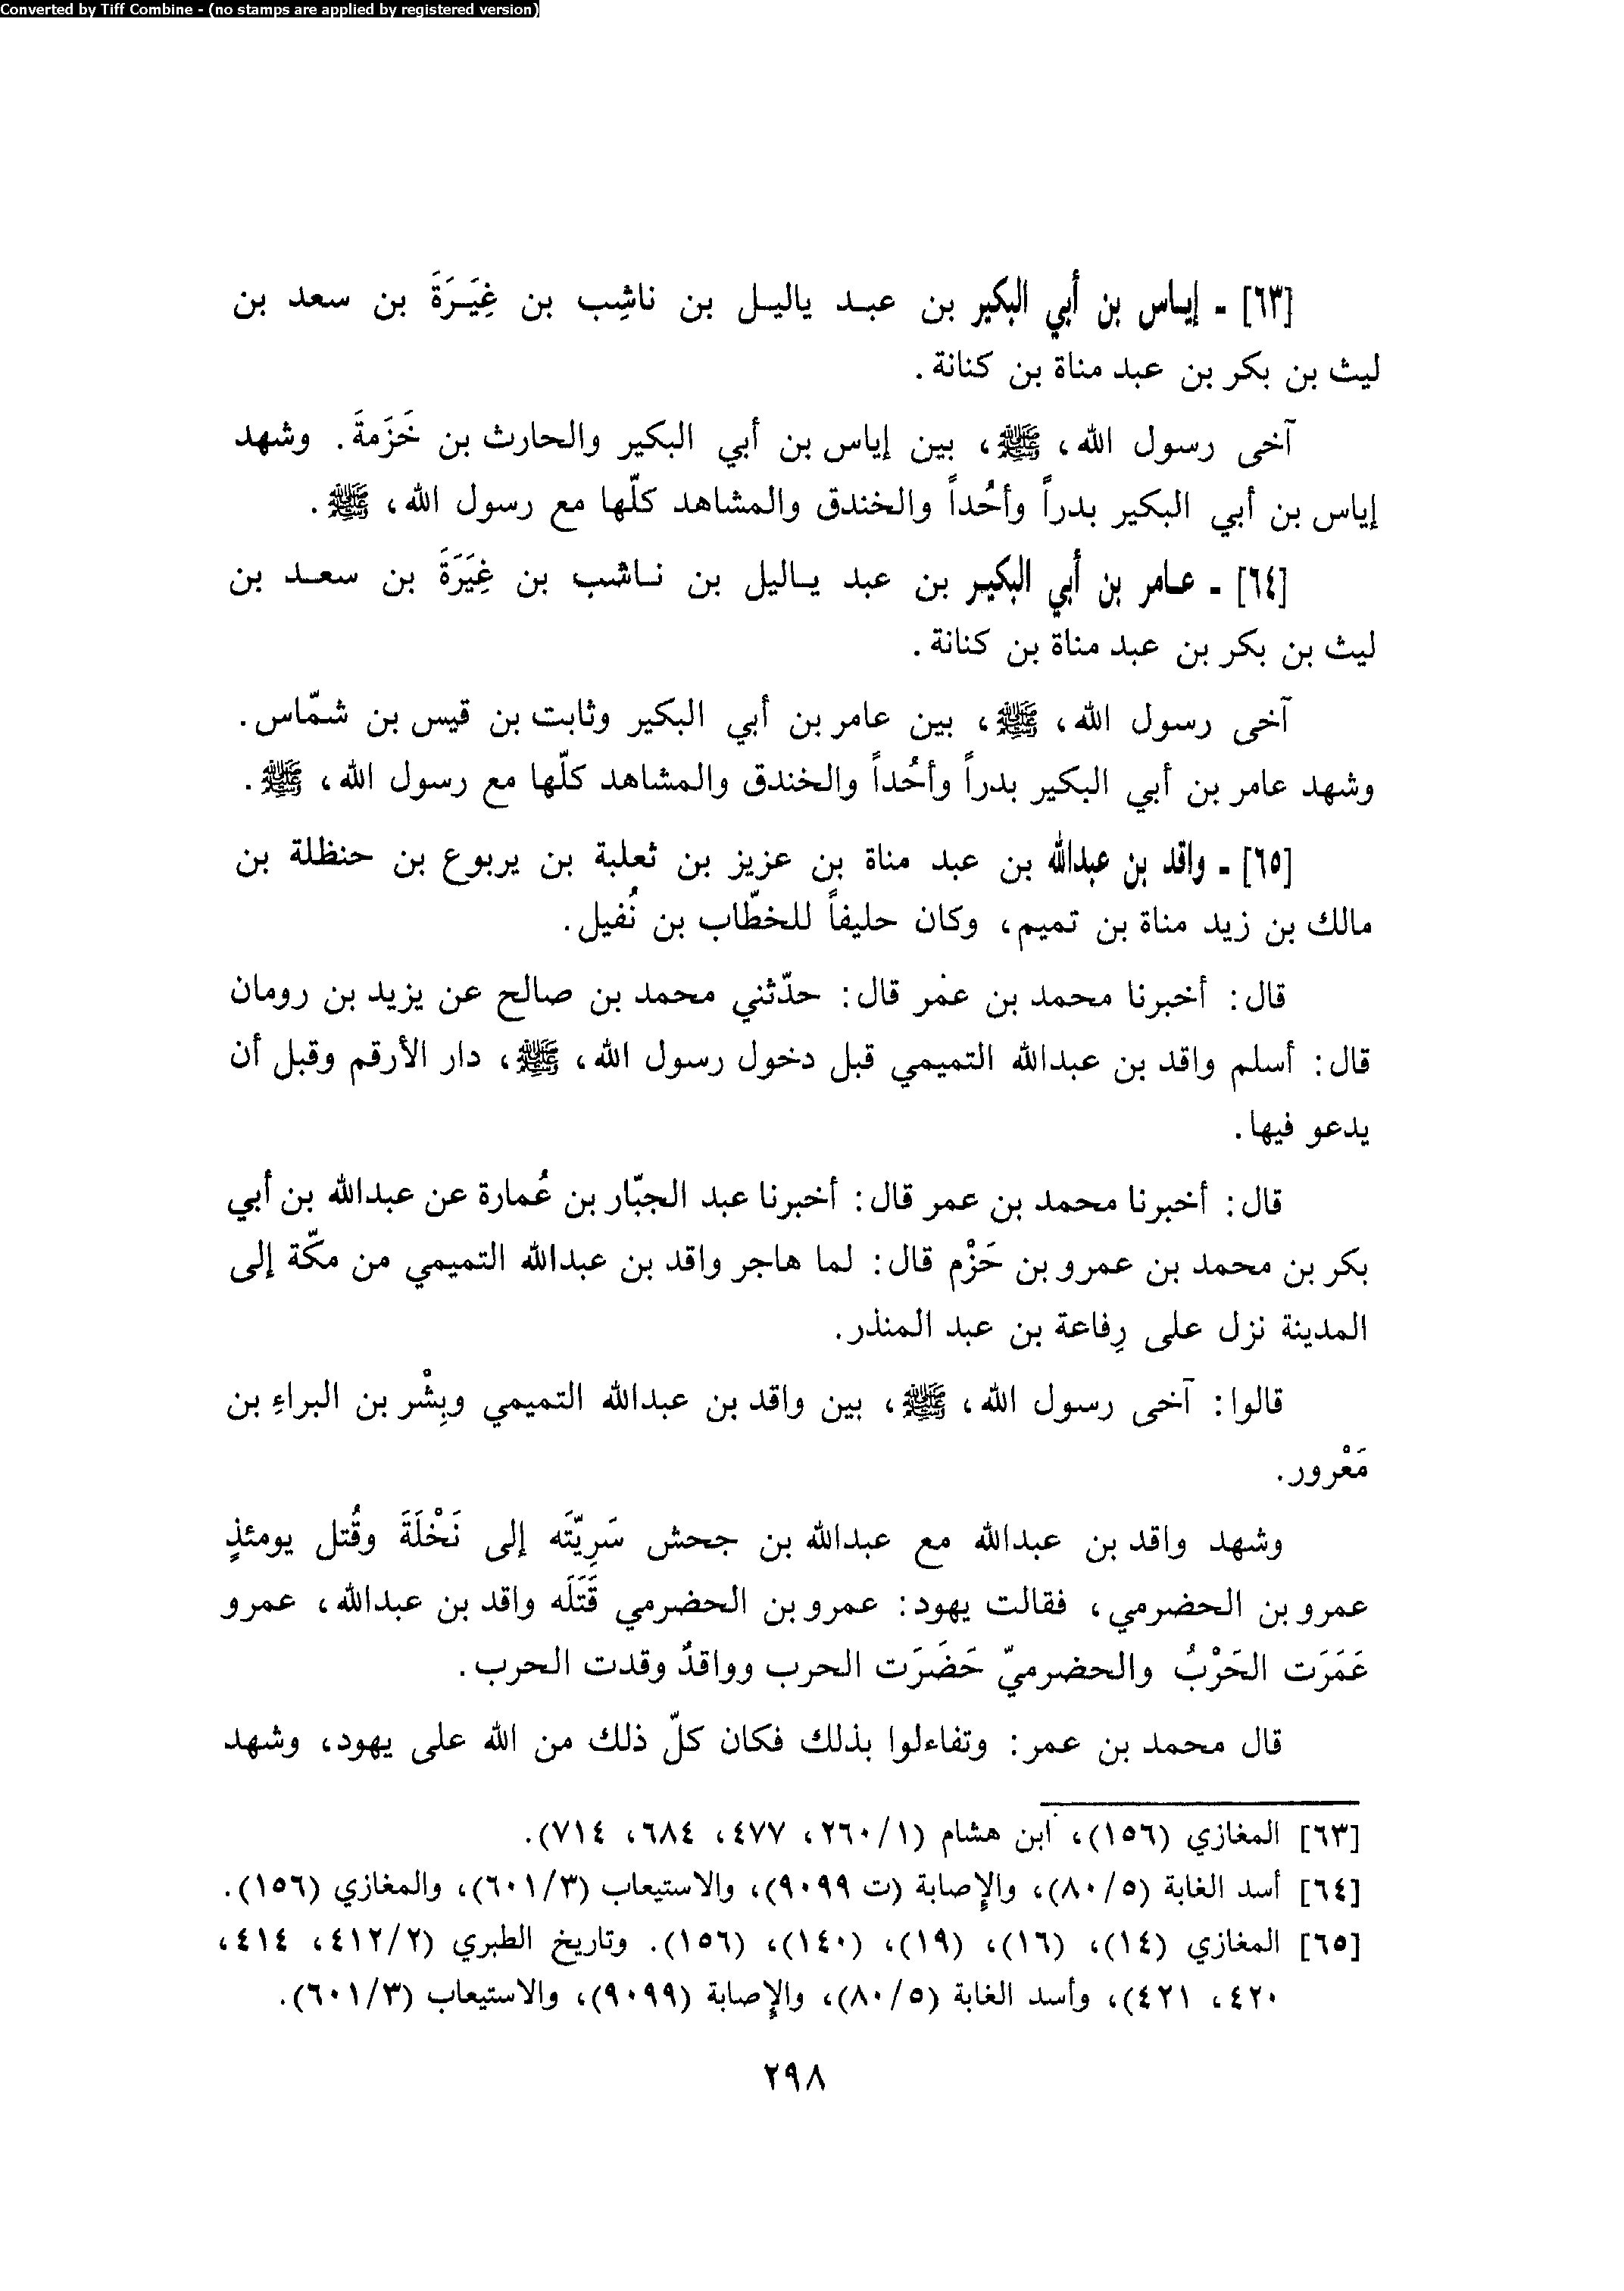 Converted by Tiff Combine - (no stamps are applied by registered version)
[٦٣] ـ إياس بن أبي البكير بن عبد ياليل بن ناشِب بن غِيَرَةَ بن سعد بن
ليث بن بكر بن عبد مناة بن كنانة.
آخى رسول الله، ﷺ، بين إياس بن أبي البكير والحارث بن خَزَمةَ. وشهد
إياس بن أبي البكير بدراً وأُحُداً والخندق والمشاهد كلّها مع رسول الله، ﷺ.
[٦٤] ـ عامر بن أبي البكير بن عبد ياليل بن ناشب بن غِيَرَةَ بن سعد بن
ليث بن بكر بن عبد مناة بن كنانة.
آخى رسول الله، ﷺ، بين عامر بن أبي البكير وثابت بن قيس بن شمّاس.
وشهد عامر بن أبي البكير بدراً وأُحُداً والخندق والمشاهد كلّها مع رسول الله، ﷺ.
[٦٥] ـ واقد بن عبدالله بن عبد مناة بن عزيز بن ثعلبة بن يربوع بن حنظلة بن
مالك بن زيد مناة بن تميم، وكان حليفاً للخطّاب بن نُفيل.
قال: أخبرنا محمد بن عمر قال: حدّثني محمد بن صالح عن يزيد بن رومان
قال: أسلم واقد بن عبدالله التميمي قبل دخول رسول الله، ﷺ، دار الأرقم وقبل أن
يدعو فيها.
قال: أخبرنا محمد بن عمر قال: أخبرنا عبد الجبّار بن عُمارة عن عبدالله بن أبي
بكر بن محمد بن عمرو بن حَزْم قال: لما هاجر واقد بن عبدالله التميمي من مكّة إلى
المدينة نزل على رِفاعة بن عبد المنذر.
قالوا: آخى رسول الله، ﷺ، بين واقد بن عبدالله التميمي وبِشْر بن البراءِ بن
مَعْرور.
وشهد واقد بن عبدالله مع عبدالله بن جحش سَرِيّتَه إلى نَخْلَةَ وقُتل يومئذٍ
عمرو بن الحضرمي، فقالت يهود: عمرو بن الحضرمي قَتَلَه واقد بن عبدالله، عمرو
عَمَرَت الحَرْبُ والحضرميّ حَضَرَت الحرب وواقدٌ وقدت الحرب.
قال محمد بن عمر: وتفاءلوا بذلك فكان كلّ ذلك من الله على يهود، وشهد
[٦٣] المغازي (١٥٦)، ابن هشام (١/٢٦٠، ٤٧٧، ٦٨٤، ٧١٤).
[٦٤] أسد الغابة (٥/٨٠)، والإصابة (ت ٩٠٩٩)، والاستيعاب (٣/٦٠١)، والمغازي (١٥٦).
[٦٥] المغازي (١٤)، (١٦)، (١٩)، (١٤٠)، (١٥٦). وتاريخ الطبري (٢/٤١٢، ٤١٤،
٤٢٠، ٤٢١)، وأسد الغابة (٥/٨٠)، والإصابة (٩٠٩٩)، والاستيعاب (٣/٦٠١).
٢٩٨